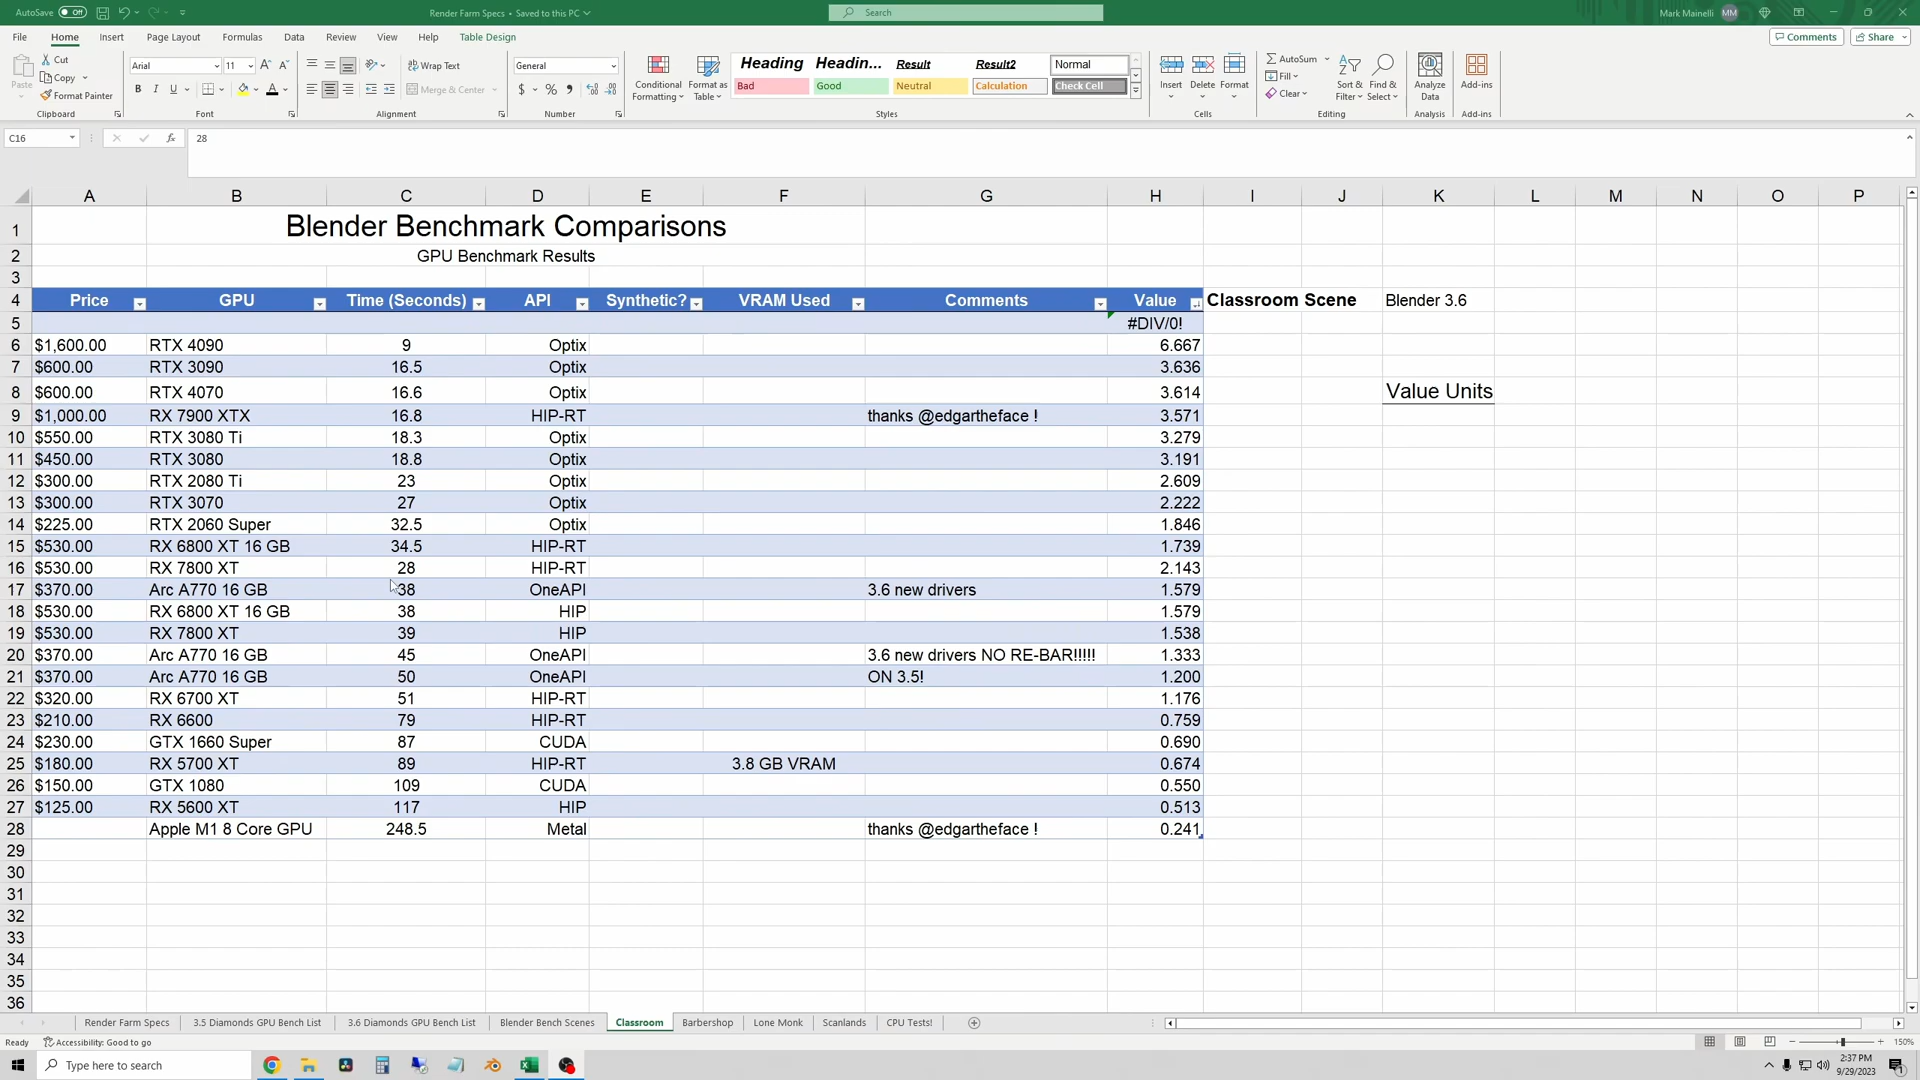 AutoSave Off Render Farm Specs • Saved to this PC Search Mark Mainelli MM
File Home Insert Page Layout Formulas Data Review View Help Table Design Comments Share
Paste Cut Copy Format Painter Clipboard
Arial 11 B I U A Font
Wrap Text Merge & Center Alignment
General $ % Number
Conditional Formatting Format as Table
Heading Headin... Result Result2 Normal
Bad Good Neutral Calculation Check Cell
Styles
Insert Delete Format Cells
AutoSum Fill Clear Sort & Filter Find & Select Editing
Analyze Data Analysis
Add-ins Add-ins
C16 fx 28
A B C D E F G H I J K L M N O P
1 Blender Benchmark Comparisons
2 GPU Benchmark Results
3
4 Price GPU Time (Seconds) API Synthetic? VRAM Used Comments Value Classroom Scene Blender 3.6
5 #DIV/0!
6 $1,600.00 RTX 4090 9 Optix 6.667
7 $600.00 RTX 3090 16.5 Optix 3.636
8 $600.00 RTX 4070 16.6 Optix 3.614 Value Units
9 $1,000.00 RX 7900 XTX 16.8 HIP-RT thanks @edgartheface ! 3.571
10 $550.00 RTX 3080 Ti 18.3 Optix 3.279
11 $450.00 RTX 3080 18.8 Optix 3.191
12 $300.00 RTX 2080 Ti 23 Optix 2.609
13 $300.00 RTX 3070 27 Optix 2.222
14 $225.00 RTX 2060 Super 32.5 Optix 1.846
15 $530.00 RX 6800 XT 16 GB 34.5 HIP-RT 1.739
16 $530.00 RX 7800 XT 28 HIP-RT 2.143
17 $370.00 Arc A770 16 GB 38 OneAPI 3.6 new drivers 1.579
18 $530.00 RX 6800 XT 16 GB 38 HIP 1.579
19 $530.00 RX 7800 XT 39 HIP 1.538
20 $370.00 Arc A770 16 GB 45 OneAPI 3.6 new drivers NO RE-BAR!!!!! 1.333
21 $370.00 Arc A770 16 GB 50 OneAPI ON 3.5! 1.200
22 $320.00 RX 6700 XT 51 HIP-RT 1.176
23 $210.00 RX 6600 79 HIP-RT 0.759
24 $230.00 GTX 1660 Super 87 CUDA 0.690
25 $180.00 RX 5700 XT 89 HIP-RT 3.8 GB VRAM 0.674
26 $150.00 GTX 1080 109 CUDA 0.550
27 $125.00 RX 5600 XT 117 HIP 0.513
28 Apple M1 8 Core GPU 248.5 Metal thanks @edgartheface ! 0.241
29
30
31
32
33
34
35
36
Render Farm Specs 3.5 Diamonds GPU Bench List 3.6 Diamonds GPU Bench List Blender Bench Scenes Classroom Barbershop Lone Monk Scanlands CPU Tests!
Ready Accessibility: Good to go 150%
Type here to search 2:37 PM
9/29/2023